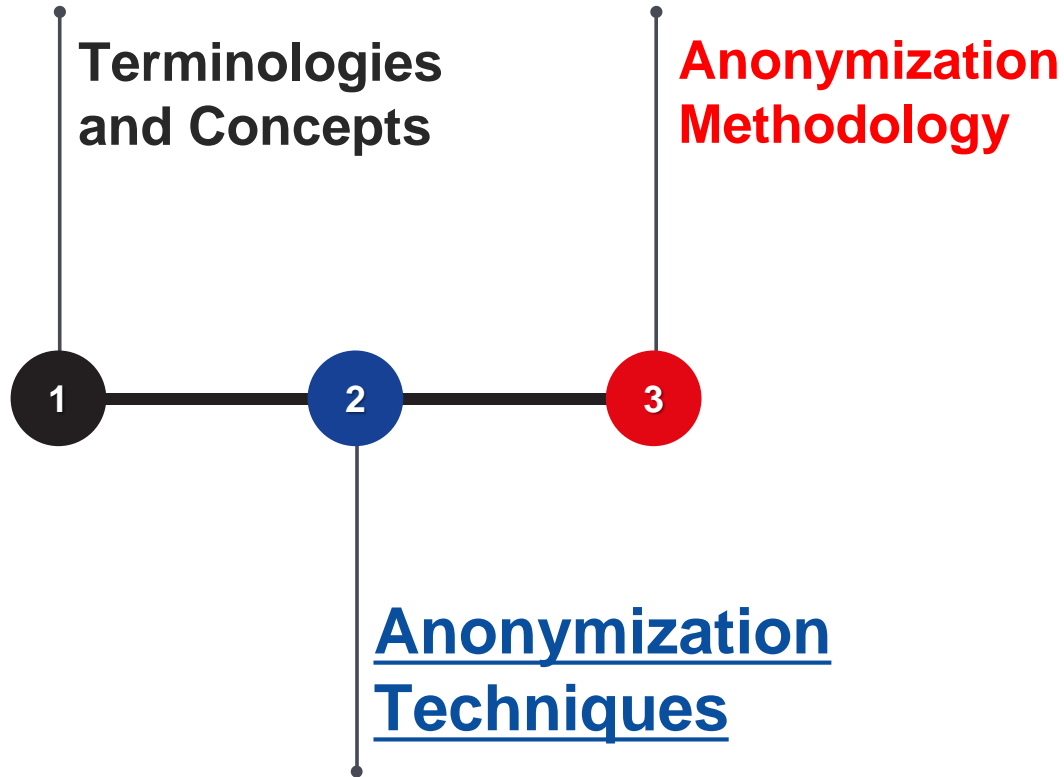 Terminologies
and Concepts
Anonymization
Methodology
1
2
3
Anonymization
Techniques